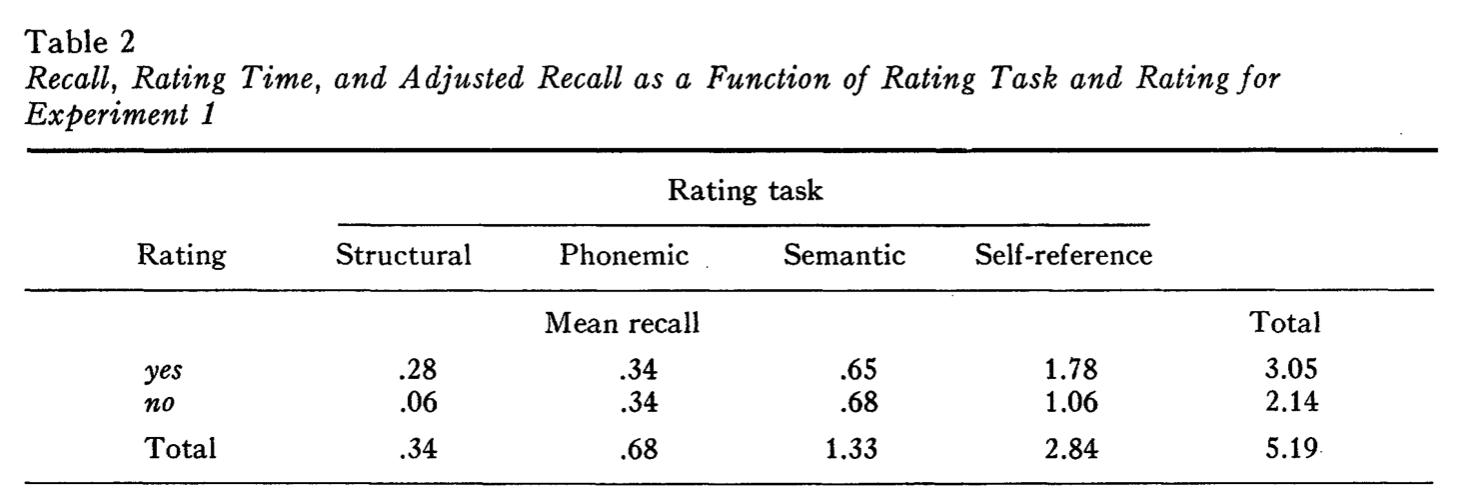 Table 2
Recall, Rating Time, and Adjusted Recall as a Function of Rating Task and Rating for
Experiment 1
Rating task
Rating Structural Phonemic Semantic Self-reference
Mean recall Total
yes .28 .34 .65 1.78 3.05
no .06 .34 .68 1.06 2.14
Total .34 .68 1.33 2.84 5.19